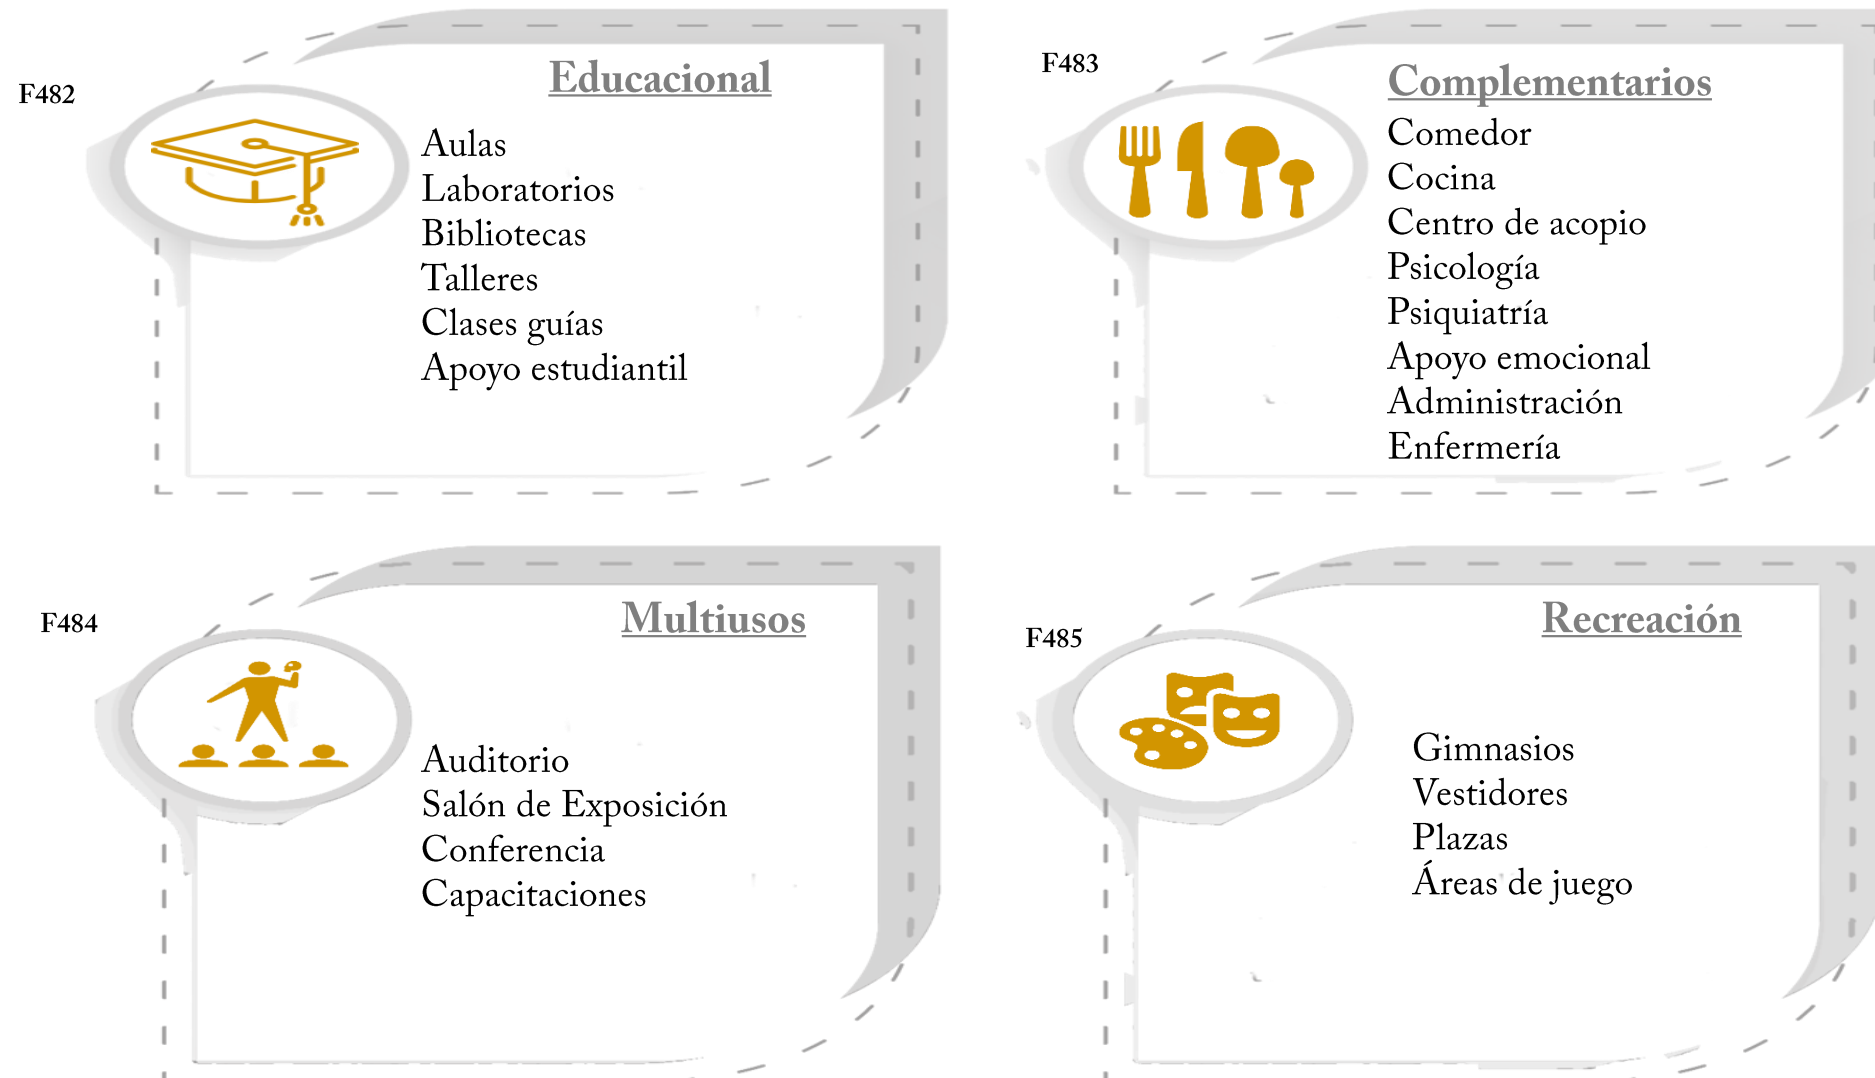 F482
Educacional
Aulas
Laboratorios
Bibliotecas
Talleres
Clases guías
Apoyo estudiantil
F483
Complementarios
Comedor
Cocina
Centro de acopio
Psicología
Psiquiatría
Apoyo emocional
Administración
Enfermería
F484
Multiusos
Auditorio
Salón de Exposición
Conferencia
Capacitaciones
F485
Recreación
Gimnasios
Vestidores
Plazas
Áreas de juego